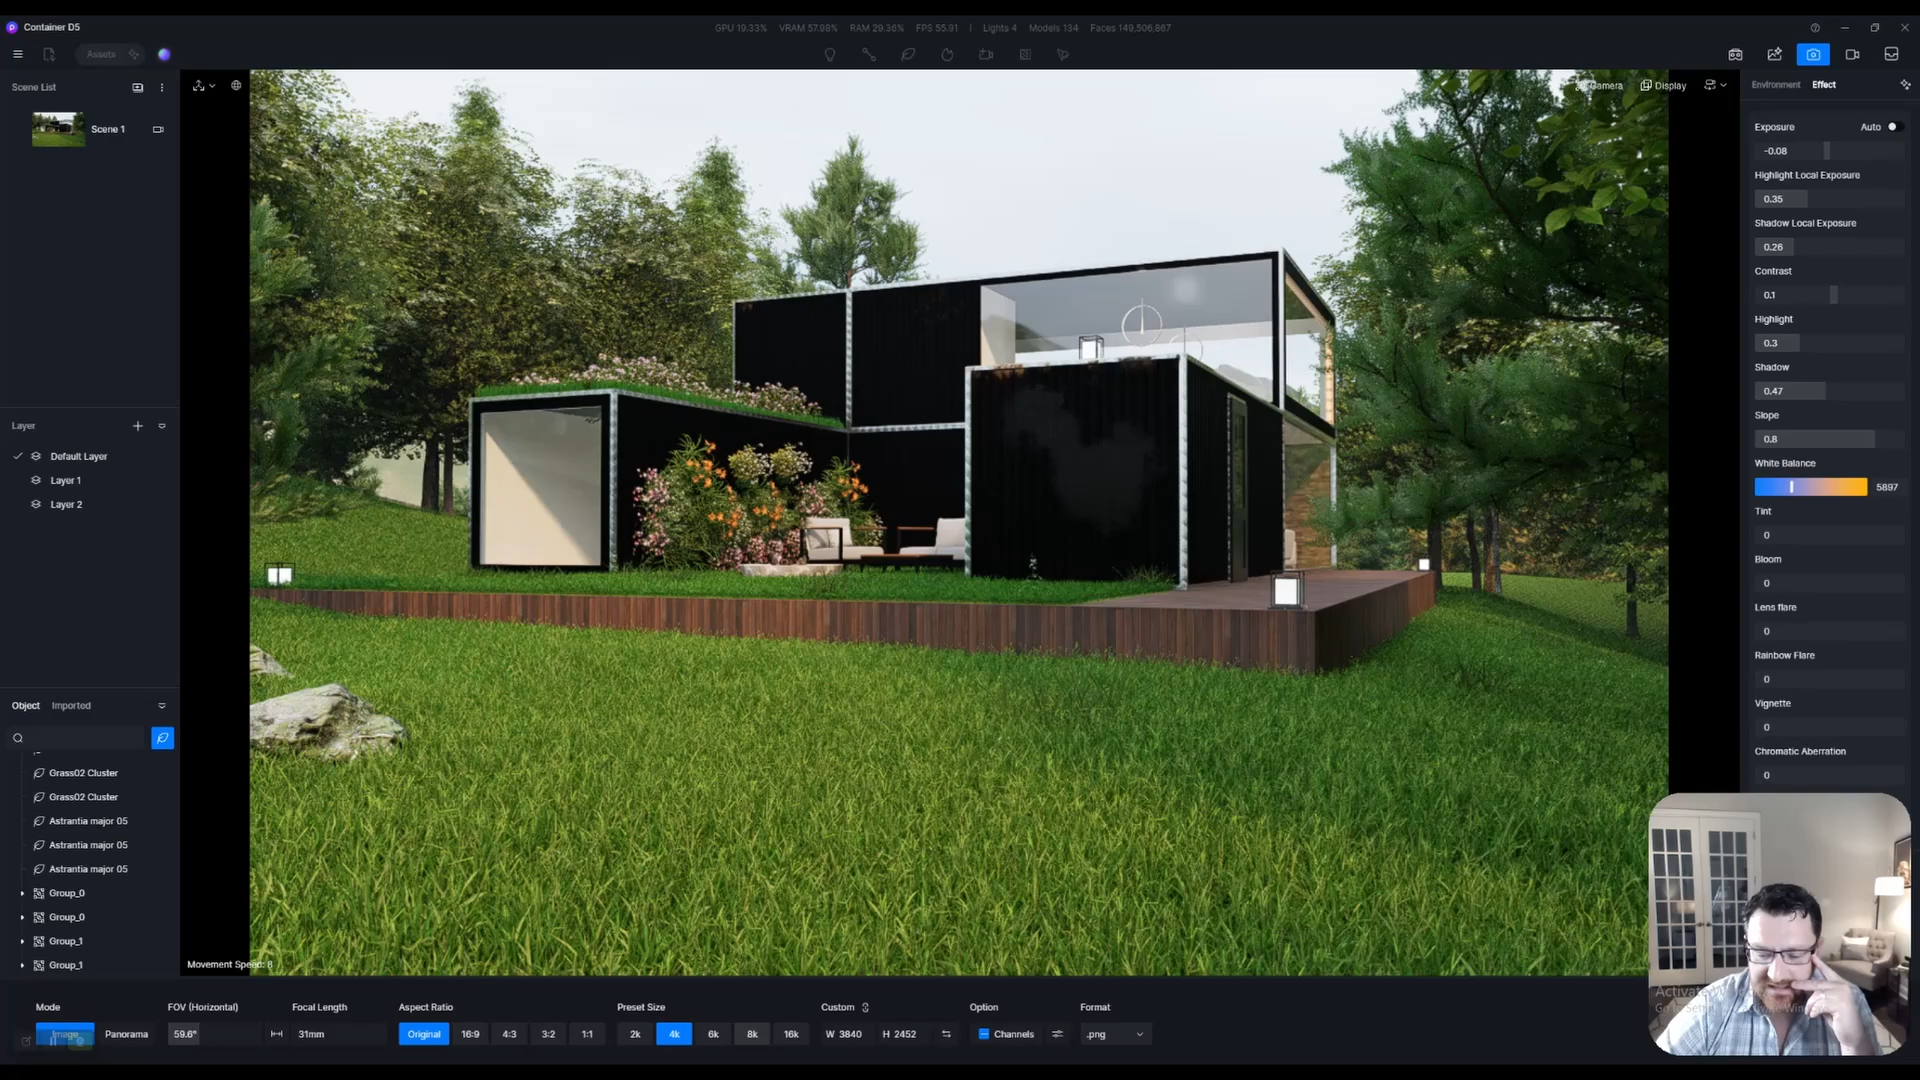 Container D5
GPU 19.33% VRAM 57.98% RAM 29.36% FPS 55.91 | Lights 4 Models 134 Faces 149,506,867
Assets
Scene List
Scene 1
Layer
Default Layer
Layer 1
Layer 2
Object Imported
Grass02 Cluster
Grass02 Cluster
Astrantia major 05
Astrantia major 05
Astrantia major 05
Group_0
Group_0
Group_1
Group_1
Camera Display
Movement Speed: 8
Environment Effect
Exposure Auto
-0.08
Highlight Local Exposure
0.35
Shadow Local Exposure
0.26
Contrast
0.1
Highlight
0.3
Shadow
0.47
Slope
0.8
White Balance
5897
Tint
0
Bloom
0
Lens flare
0
Rainbow Flare
0
Vignette
0
Chromatic Aberration
0
Mode FOV (Horizontal) Focal Length Aspect Ratio Preset Size Custom Option Format
Image Panorama 59.6° 31mm Original 16:9 4:3 3:2 1:1 2k 4k 6k 8k 16k W 3840 H 2452 Channels .png